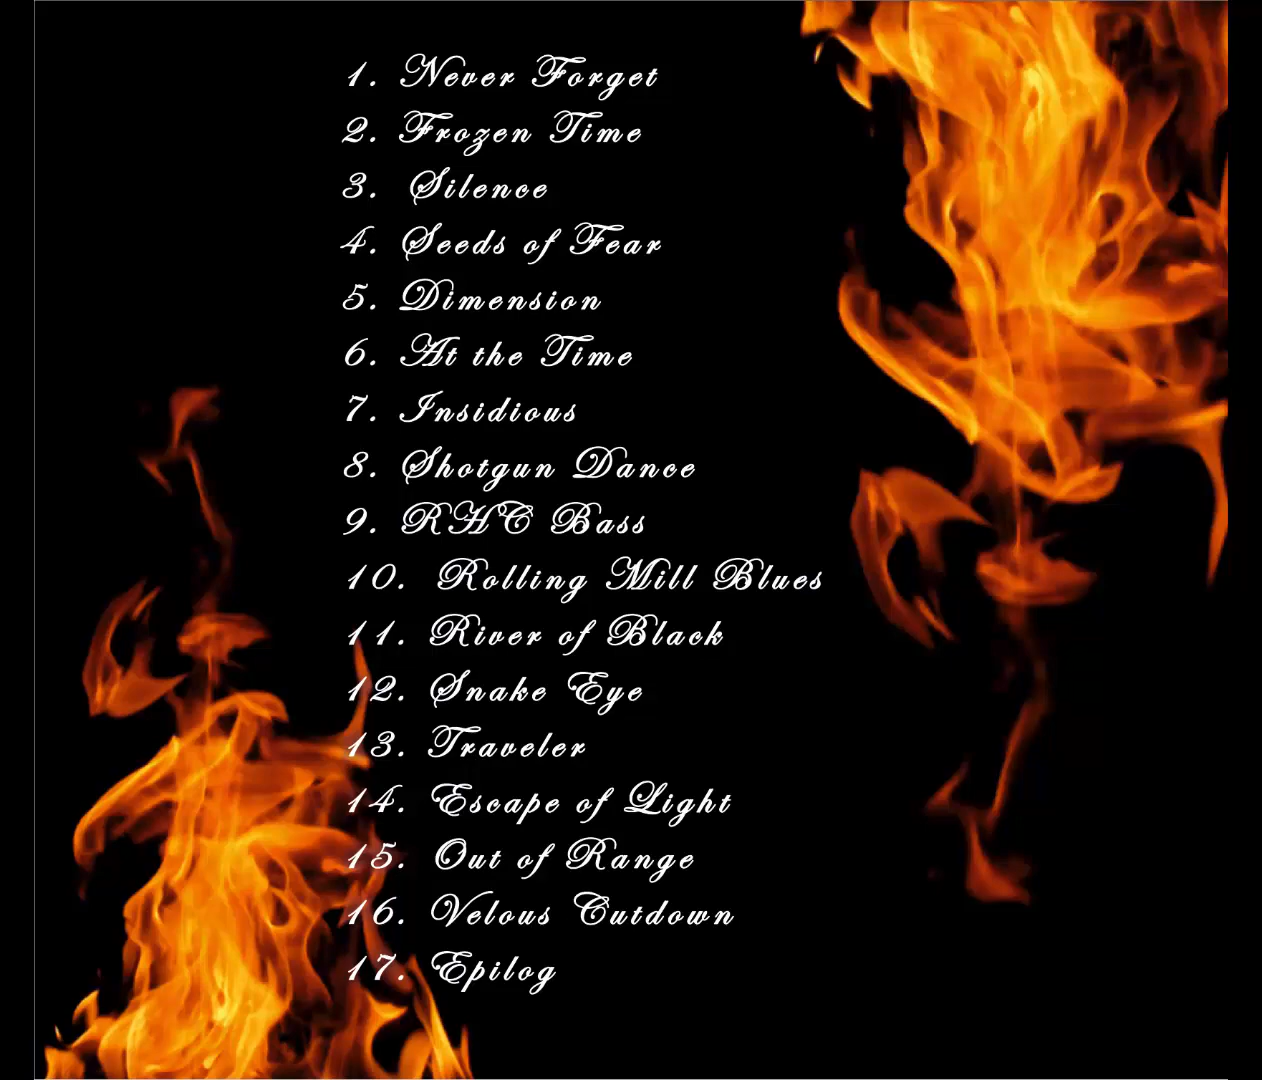 1. Never Forget
2. Frozen Time
3. Silence
4. Seeds of Fear
5. Dimension
6. At the Time
7. Insidious
8. Shotgun Dance
9. RHC Bass
10. Rolling Mill Blues
11. River of Black
12. Snake Eye
13. Traveler
14. Escape of Light
15. Out of Range
16. Velous Cutdown
17. Epilog